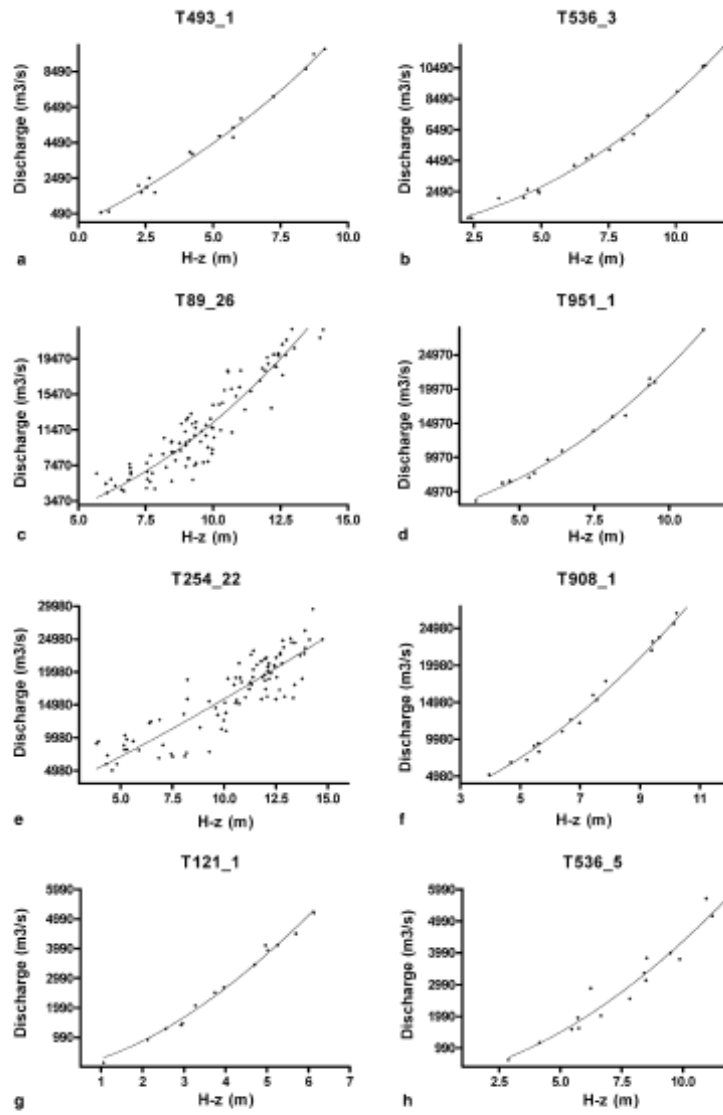 T493_1
Discharge (m3/s)
8490
6490
4490
2490
490
0.0 2.5 5.0 7.5 10.0
a
H-z (m)
T536_3
Discharge (m3/s)
10490
8490
6490
4490
2490
2.5 5.0 7.5 10.0
b
H-z (m)
T89_26
Discharge (m3/s)
19470
15470
11470
7470
3470
5.0 7.5 10.0 12.5 15.0
c
H-z (m)
T951_1
Discharge (m3/s)
24970
19970
14970
9970
4970
5.1 8.1 11.1
d
H-z (m)
T254_22
Discharge (m3/s)
29980
24980
19980
14980
9980
4980
5.0 7.5 10.0 12.5 15.0
e
H-z (m)
T908_1
Discharge (m3/s)
24980
19980
14980
9980
4980
3 5 7 9 11
f
H-z (m)
T121_1
Discharge (m3/s)
5990
4990
3990
2990
1990
990
1 2 3 4 5 6 7
g
H-z (m)
T536_5
Discharge (m3/s)
5990
4990
3990
2990
1990
990
2.5 5.0 7.5 10.0
h
H-z (m)